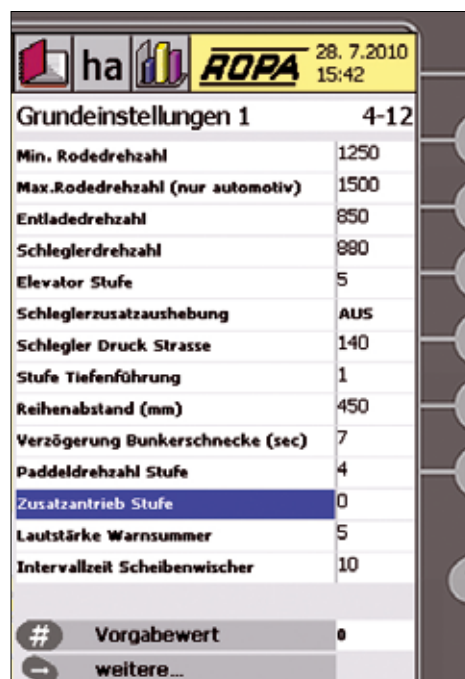 ha
ROPA
28. 7.2010
15:42
Grundeinstellungen 1 4-12
Min. Rodedrehzahl 1250
Max.Rodedrehzahl (nur automotiv) 1500
Entladedrehzahl 850
Schleglerdrehzahl 880
Elevator Stufe 5
Schleglerzusatzaushebung AUS
Schlegler Druck Strasse 140
Stufe Tiefenführung 1
Reihenabstand (mm) 450
Verzögerung Bunkerschnecke (sec) 7
Paddeldrehzahl Stufe 4
Zusatzantrieb Stufe 0
Lautstärke Warnsummer 5
Intervallzeit Scheibenwischer 10
# Vorgabewert 0
weitere...